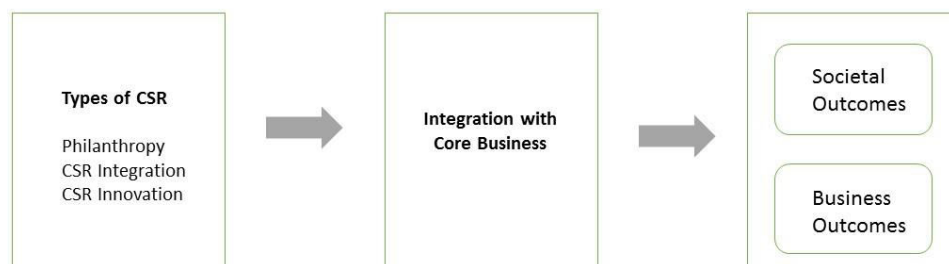 Types of CSR
Philanthropy
CSR Integration
CSR Innovation
Integration with
Core Business
Societal
Outcomes
Business
Outcomes